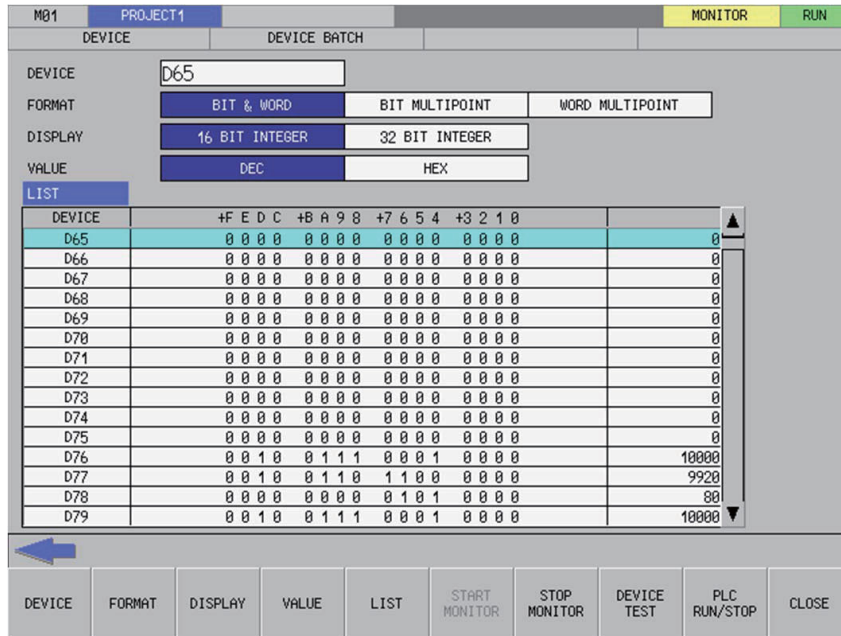 M01 PROJECT1 MONITOR RUN
DEVICE DEVICE BATCH
DEVICE D65
FORMAT BIT & WORD BIT MULTIPOINT WORD MULTIPOINT
DISPLAY 16 BIT INTEGER 32 BIT INTEGER
VALUE DEC HEX
LIST
DEVICE +F E D C +B A 9 8 +7 6 5 4 +3 2 1 0
D65 0 0 0 0 0 0 0 0 0 0 0 0 0 0 0 0 0
D66 0 0 0 0 0 0 0 0 0 0 0 0 0 0 0 0 0
D67 0 0 0 0 0 0 0 0 0 0 0 0 0 0 0 0 0
D68 0 0 0 0 0 0 0 0 0 0 0 0 0 0 0 0 0
D69 0 0 0 0 0 0 0 0 0 0 0 0 0 0 0 0 0
D70 0 0 0 0 0 0 0 0 0 0 0 0 0 0 0 0 0
D71 0 0 0 0 0 0 0 0 0 0 0 0 0 0 0 0 0
D72 0 0 0 0 0 0 0 0 0 0 0 0 0 0 0 0 0
D73 0 0 0 0 0 0 0 0 0 0 0 0 0 0 0 0 0
D74 0 0 0 0 0 0 0 0 0 0 0 0 0 0 0 0 0
D75 0 0 0 0 0 0 0 0 0 0 0 0 0 0 0 0 0
D76 0 0 1 0 0 1 1 1 0 0 0 1 0 0 0 0 10000
D77 0 0 1 0 0 1 1 0 1 1 0 0 0 0 0 0 9920
D78 0 0 0 0 0 0 0 0 0 1 0 1 0 0 0 0 80
D79 0 0 1 0 0 1 1 1 0 0 0 1 0 0 0 0 10000
DEVICE FORMAT DISPLAY VALUE LIST START MONITOR STOP MONITOR DEVICE TEST PLC RUN/STOP CLOSE